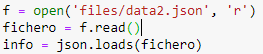 f = open('files/data2.json', 'r')
fichero = f.read()
info = json.loads(fichero)